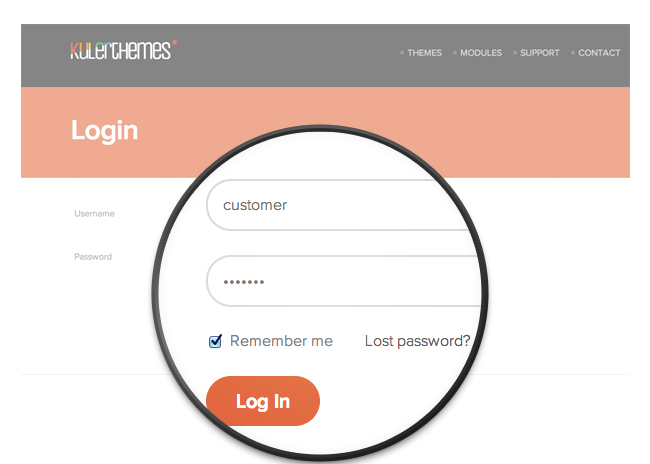 KULERTHEMES
THEMES MODULES SUPPORT CONTACT
Login
Username
customer
Password
•••••••
Remember me Lost password?
Log In